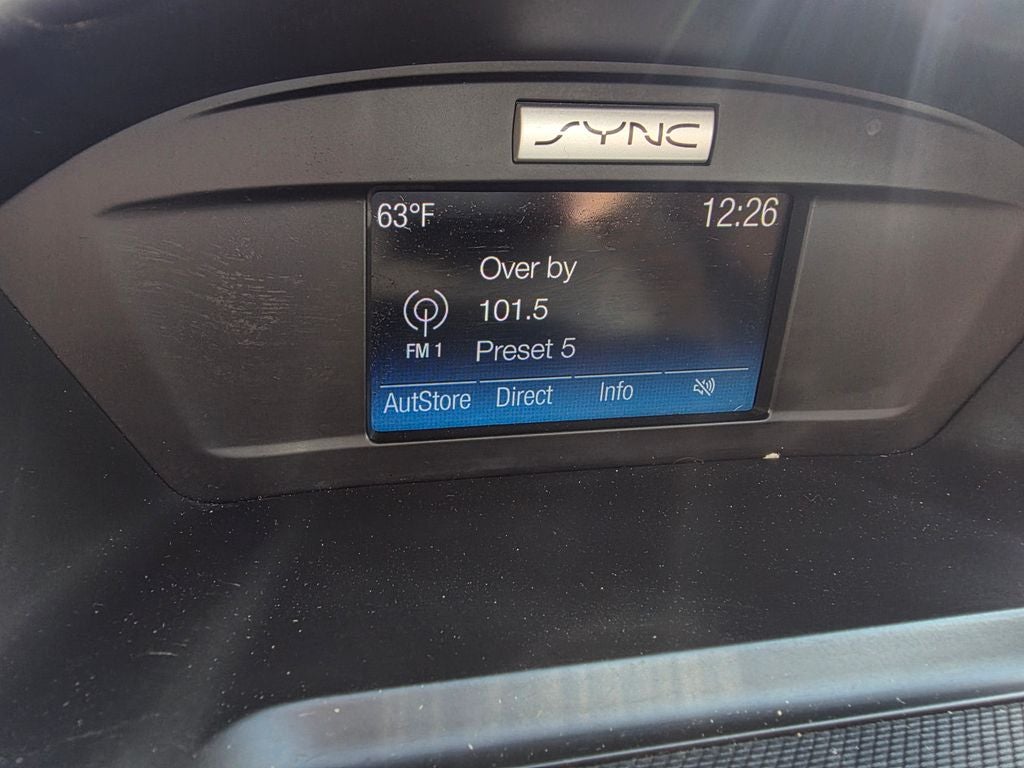 SYNC
63°F 12:26
Over by
101.5
FM 1 Preset 5
AutStore Direct Info